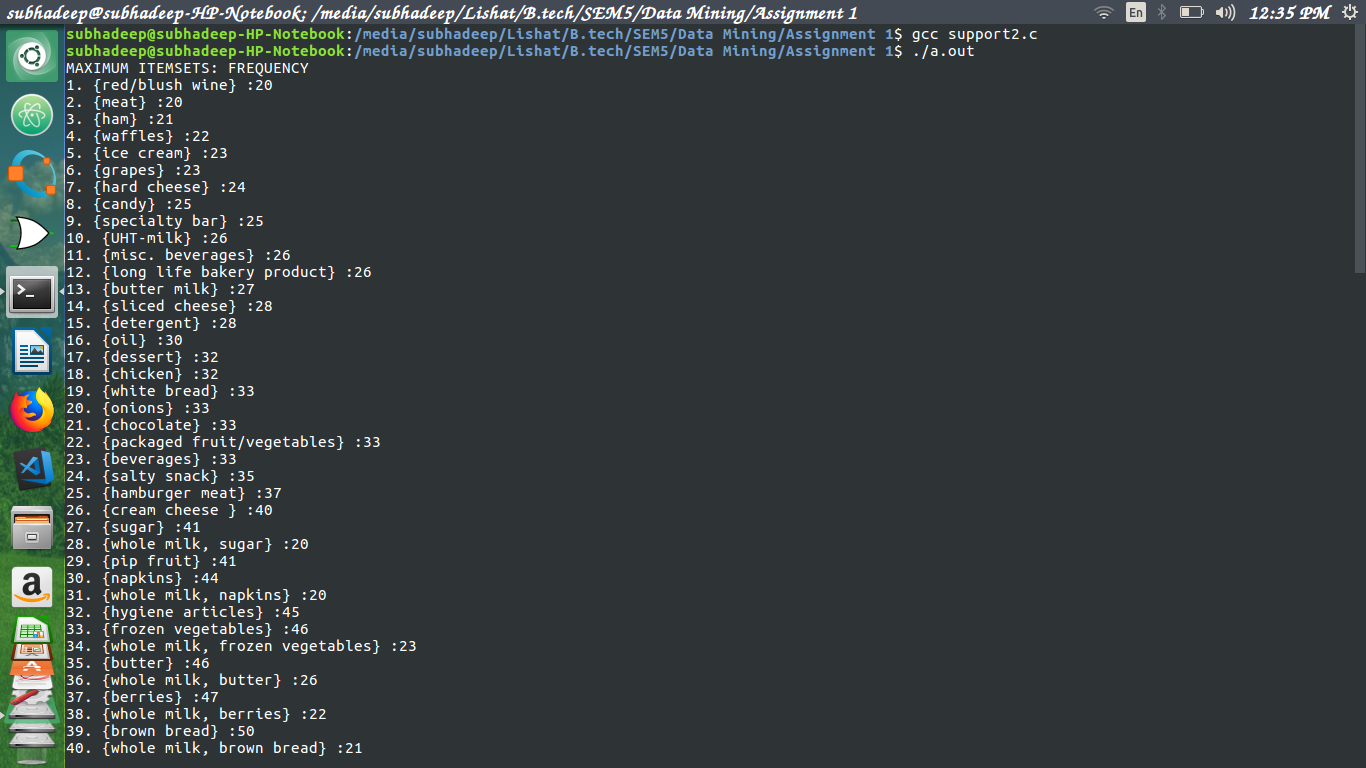 subhadeep@subhadeep-HP-Notebook: /media/subhadeep/Lishat/B.tech/SEM5/Data Mining/Assignment 1 En 12:35 PM
subhadeep@subhadeep-HP-Notebook:/media/subhadeep/Lishat/B.tech/SEM5/Data Mining/Assignment 1$ gcc support2.c
subhadeep@subhadeep-HP-Notebook:/media/subhadeep/Lishat/B.tech/SEM5/Data Mining/Assignment 1$ ./a.out
MAXIMUM ITEMSETS: FREQUENCY
1. {red/blush wine} :20
2. {meat} :20
3. {ham} :21
4. {waffles} :22
5. {ice cream} :23
6. {grapes} :23
7. {hard cheese} :24
8. {candy} :25
9. {specialty bar} :25
10. {UHT-milk} :26
11. {misc. beverages} :26
12. {long life bakery product} :26
13. {butter milk} :27
14. {sliced cheese} :28
15. {detergent} :28
16. {oil} :30
17. {dessert} :32
18. {chicken} :32
19. {white bread} :33
20. {onions} :33
21. {chocolate} :33
22. {packaged fruit/vegetables} :33
23. {beverages} :33
24. {salty snack} :35
25. {hamburger meat} :37
26. {cream cheese } :40
27. {sugar} :41
28. {whole milk, sugar} :20
29. {pip fruit} :41
30. {napkins} :44
31. {whole milk, napkins} :20
32. {hygiene articles} :45
33. {frozen vegetables} :46
34. {whole milk, frozen vegetables} :23
35. {butter} :46
36. {whole milk, butter} :26
37. {berries} :47
38. {whole milk, berries} :22
39. {brown bread} :50
40. {whole milk, brown bread} :21